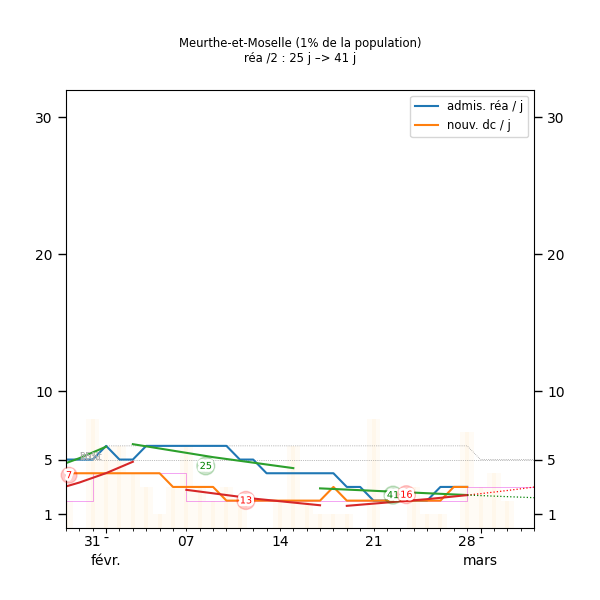 Meurthe-et-Moselle (1% de la population)
réa /2 : 25 j –> 41 j
admis. réa / j
nouv. dc / j
30 30
20 20
10 10
5 5
1 1
7
25
13
41 16
31 - 07 14 21 28 -
févr. mars